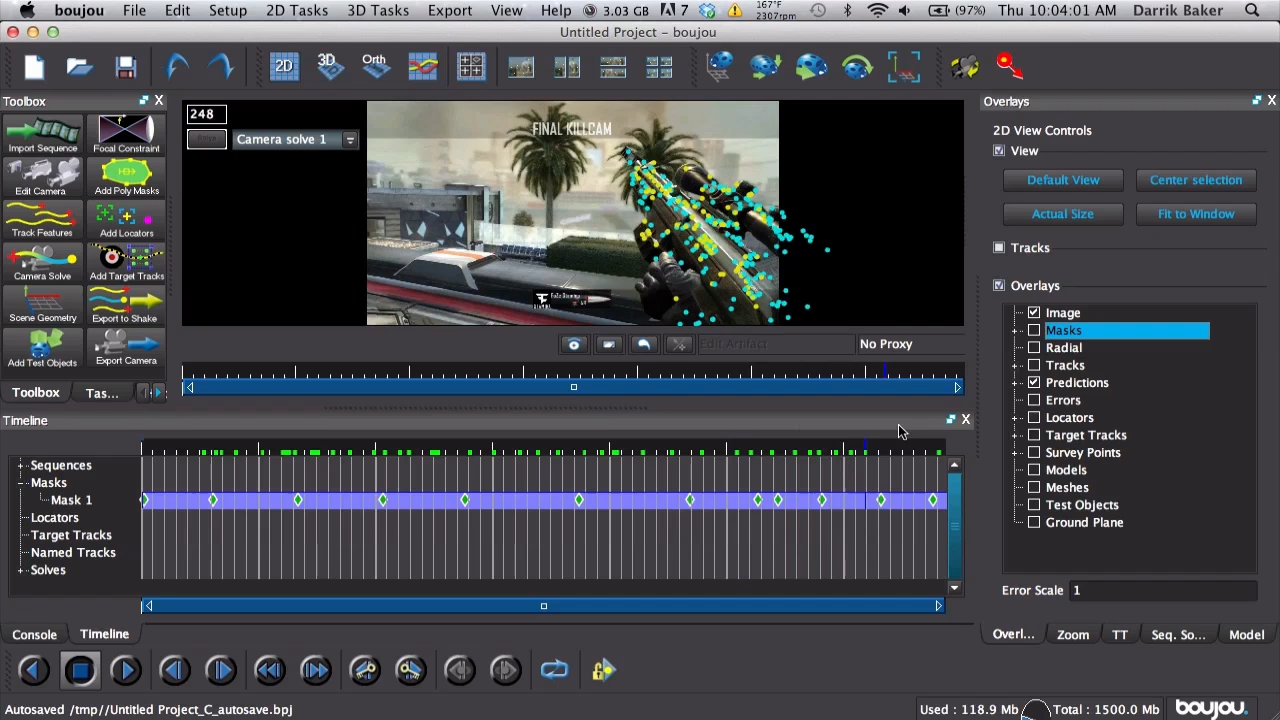 boujou File Edit Setup 2D Tasks 3D Tasks Export View Window Help 3.03 GB 7 167°F 2307rpm (97%) Thu 10:04:01 AM Darrik Baker
Untitled Project - boujou
2D 3D Orth
Toolbox
Import Sequence Focal Constraint
Edit Camera Add Poly Masks
Track Features Add Locators
Camera Solve Add Target Tracks
Scene Geometry Export to Shake
Add Test Objects Export Camera
Toolbox Tas...
248
Camera solve 1
FINAL KILLCAM
Edit Artifact No Proxy
Overlays
2D View Controls
View
Default View Center selection
Actual Size Fit to Window
Tracks
Overlays
Image
Masks
Radial
Tracks
Predictions
Errors
Locators
Target Tracks
Survey Points
Models
Meshes
Test Objects
Ground Plane
Error Scale 1
Overl... Zoom TT Seq. So... Model
Timeline
Sequences
Masks
Mask 1
Locators
Target Tracks
Named Tracks
Solves
Console Timeline
Autosaved /tmp//Untitled Project_C_autosave.bpj
Used : 118.9 Mb Total : 1500.0 Mb boujou.